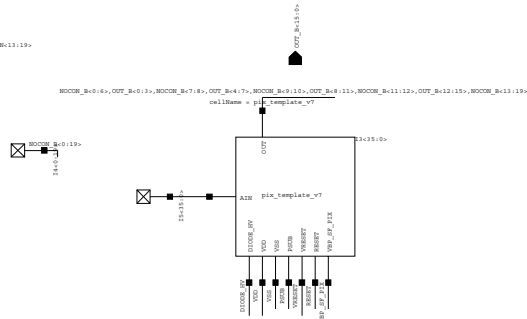 OUT_B<15:0>
N<13:19>
NOCON_B<0:6>,OUT_B<0:3>,NOCON_B<7:8>,OUT_B<4:7>,NOCON_B<9:10>,OUT_B<8:11>,NOCON_B<11:12>,OUT_B<12:15>,NOCON_B<13:19>
cellName = pix_template_v7
I3<35:0>
OUT
NOCON_B<0:19>
AIN
pix_template_v7
I5<35:0>
DIODE_HV
VDD
VSS
PSUB
VRESET
RESET
VBP_SF_PIX
DIODE_HV
VDD
VSS
PSUB
VRESET
RESET
BP_SF_PIX